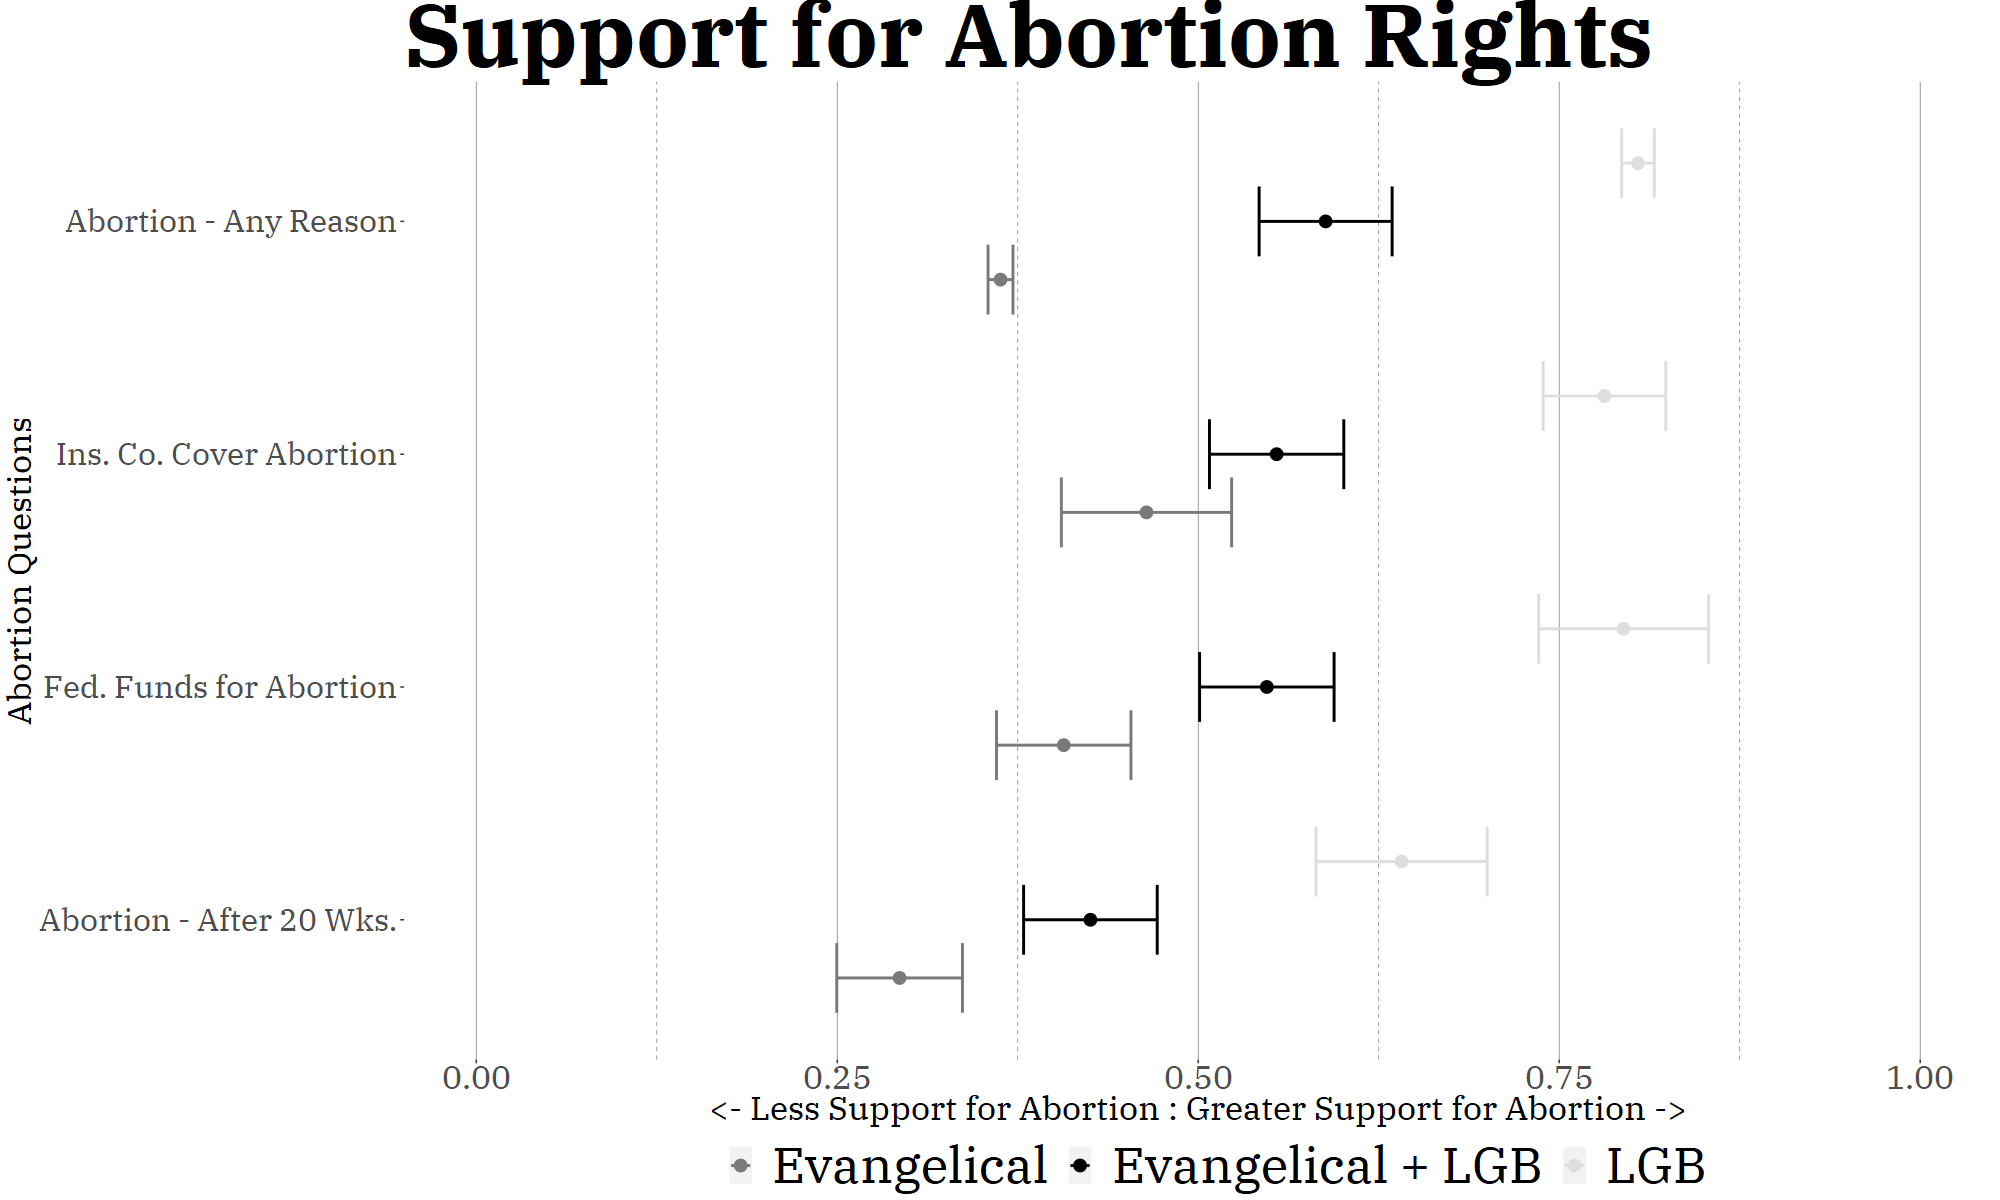 Support for Abortion Rights
Abortion - Any Reason
Ins. Co. Cover Abortion
Fed. Funds for Abortion
Abortion - After 20 Wks.
Abortion Questions
0.00 0.25 0.50 0.75 1.00
<- Less Support for Abortion : Greater Support for Abortion ->
Evangelical Evangelical + LGB LGB